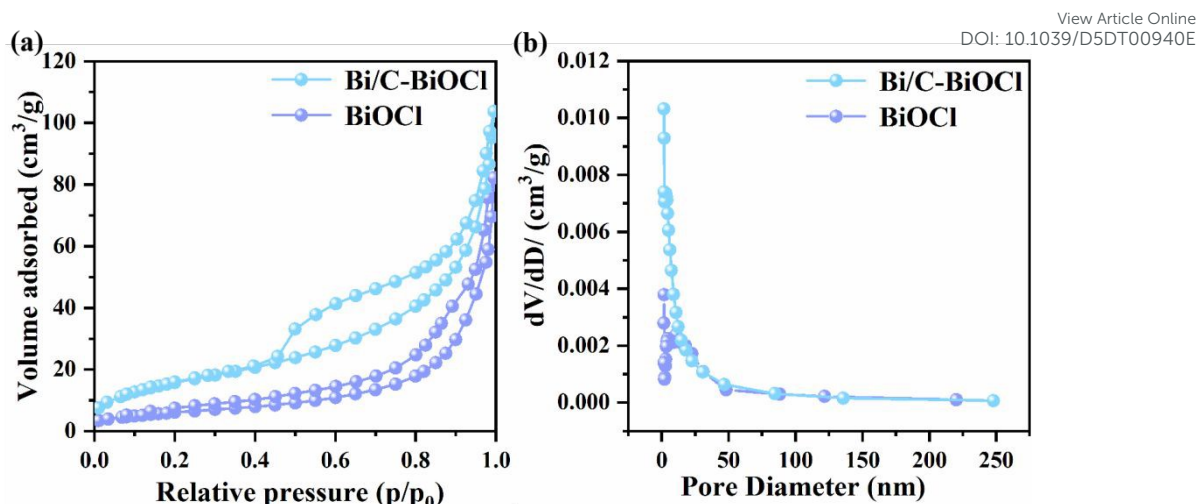 View Article Online
DOI: 10.1039/D5DT00940E
(a)
120
100
80
60
40
20
0
Volume adsorbed (cm³/g)
Bi/C-BiOCl
BiOCl
0.0 0.2 0.4 0.6 0.8 1.0
Relative pressure (p/p₀)
(b)
0.012
0.010
0.008
0.006
0.004
0.002
0.000
dV/dD/ (cm³/g)
Bi/C-BiOCl
BiOCl
0 50 100 150 200 250
Pore Diameter (nm)